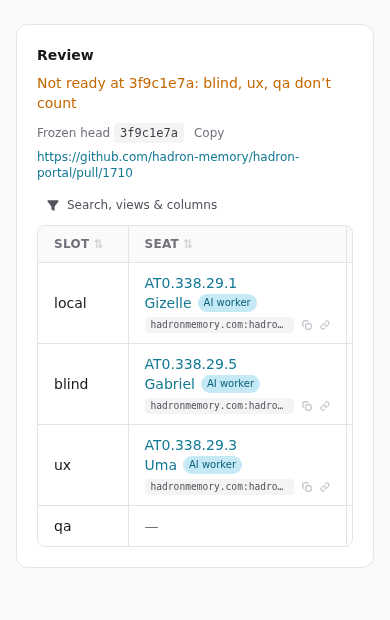 Review
Not ready at 3f9c1e7a: blind, ux, qa don’t
count
Frozen head 3f9c1e7a Copy
https://github.com/hadron-memory/hadron-
portal/pull/1710
Search, views & columns
SLOT SEAT
local
AT0.338.29.1
Gizelle AI worker
hadronmemory.com:hadro…
blind
AT0.338.29.5
Gabriel AI worker
hadronmemory.com:hadro…
ux
AT0.338.29.3
Uma AI worker
hadronmemory.com:hadro…
qa —